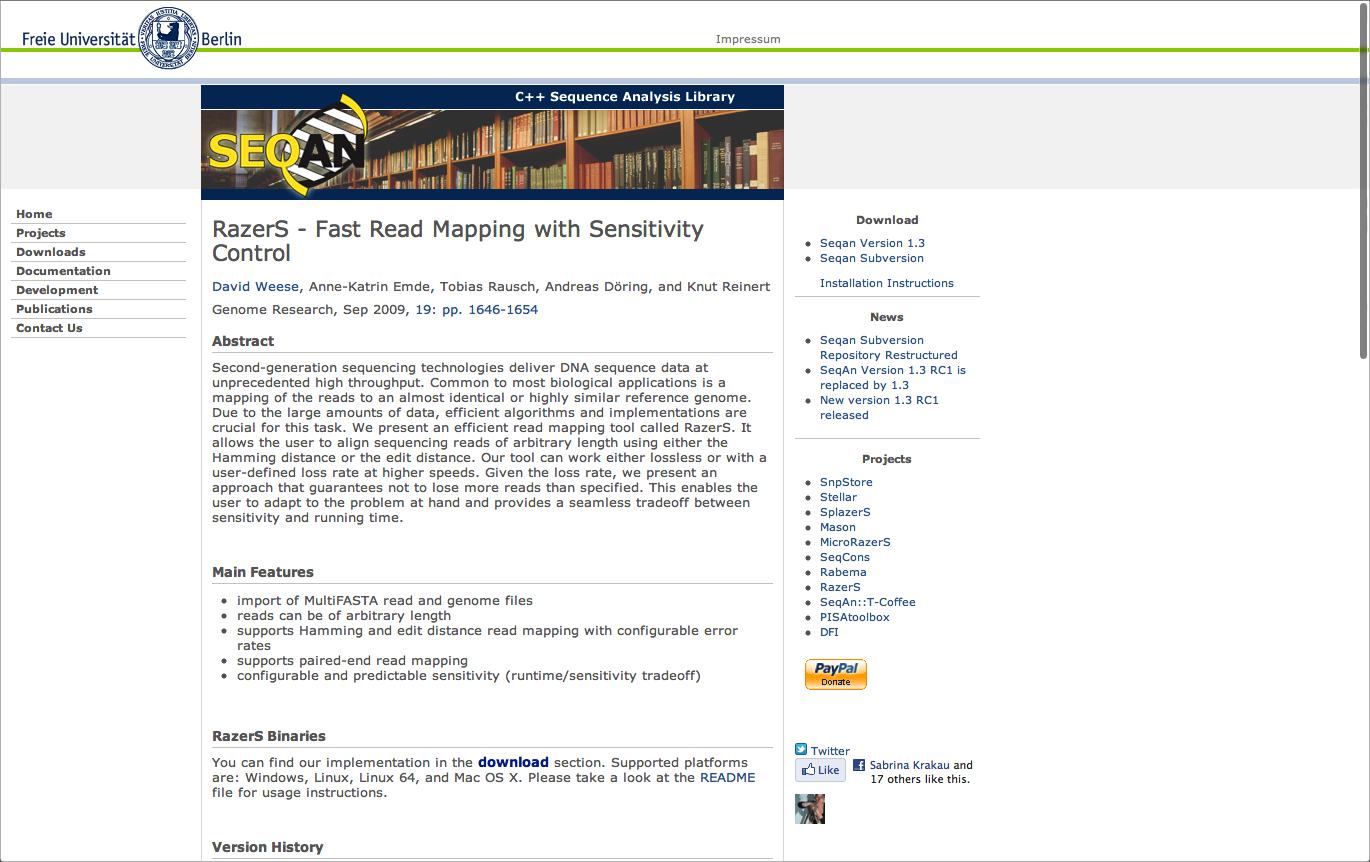 Freie Universität Berlin
Impressum
C++ Sequence Analysis Library
SEQAN
Home
Projects
Downloads
Documentation
Development
Publications
Contact Us
RazerS - Fast Read Mapping with Sensitivity
Control
David Weese, Anne-Katrin Emde, Tobias Rausch, Andreas Döring, and Knut Reinert
Genome Research, Sep 2009, 19: pp. 1646-1654
Abstract
Second-generation sequencing technologies deliver DNA sequence data at
unprecedented high throughput. Common to most biological applications is a
mapping of the reads to an almost identical or highly similar reference genome.
Due to the large amounts of data, efficient algorithms and implementations are
crucial for this task. We present an efficient read mapping tool called RazerS. It
allows the user to align sequencing reads of arbitrary length using either the
Hamming distance or the edit distance. Our tool can work either lossless or with a
user-defined loss rate at higher speeds. Given the loss rate, we present an
approach that guarantees not to lose more reads than specified. This enables the
user to adapt to the problem at hand and provides a seamless tradeoff between
sensitivity and running time.
Main Features
import of MultiFASTA read and genome files
reads can be of arbitrary length
supports Hamming and edit distance read mapping with configurable error
rates
supports paired-end read mapping
configurable and predictable sensitivity (runtime/sensitivity tradeoff)
RazerS Binaries
You can find our implementation in the download section. Supported platforms
are: Windows, Linux, Linux 64, and Mac OS X. Please take a look at the README
file for usage instructions.
Version History
Download
Seqan Version 1.3
Seqan Subversion
Installation Instructions
News
Seqan Subversion
Repository Restructured
SeqAn Version 1.3 RC1 is
replaced by 1.3
New version 1.3 RC1
released
Projects
SnpStore
Stellar
SplazerS
Mason
MicroRazerS
SeqCons
Rabema
RazerS
SeqAn::T-Coffee
PISAtoolbox
DFI
PayPal
Donate
Twitter
Like
Sabrina Krakau and
17 others like this.